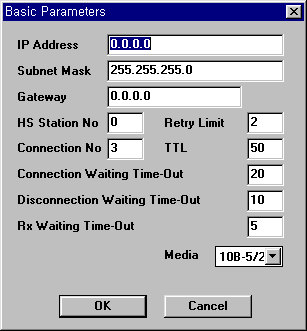 Basic Parameters
IP Address 0.0.0.0
Subnet Mask 255.255.255.0
Gateway 0.0.0.0
HS Station No 0 Retry Limit 2
Connection No 3 TTL 50
Connection Waiting Time-Out 20
Disconnection Waiting Time-Out 10
Rx Waiting Time-Out 5
Media 10B-5/2
OK Cancel